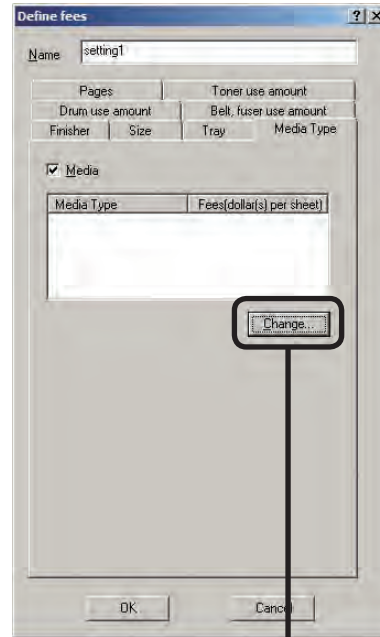 Define fees ? X
Name setting1
Pages Toner use amount
Drum use amount Belt, fuser use amount
Finisher Size Tray Media Type
Media
Media Type Fees(dollar(s) per sheet)
Change...
OK Cancel